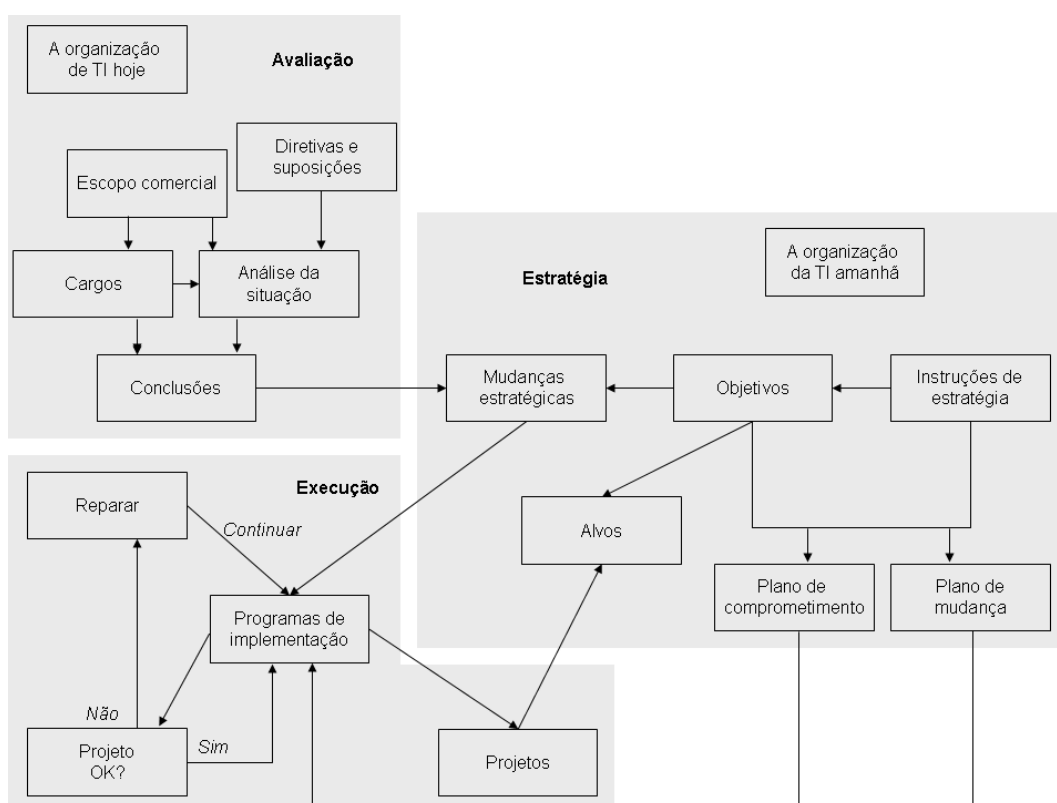 A organização
de TI hoje
Avaliação
Diretivas e
suposições
Escopo comercial
Cargos
Análise da
situação
Conclusões
Estratégia
A organização
da TI amanhã
Mudanças
estratégicas
Objetivos
Instruções de
estratégia
Alvos
Plano de
comprometimento
Plano de
mudança
Execução
Reparar
Continuar
Programas de
implementação
Não
Sim
Projeto
OK?
Projetos